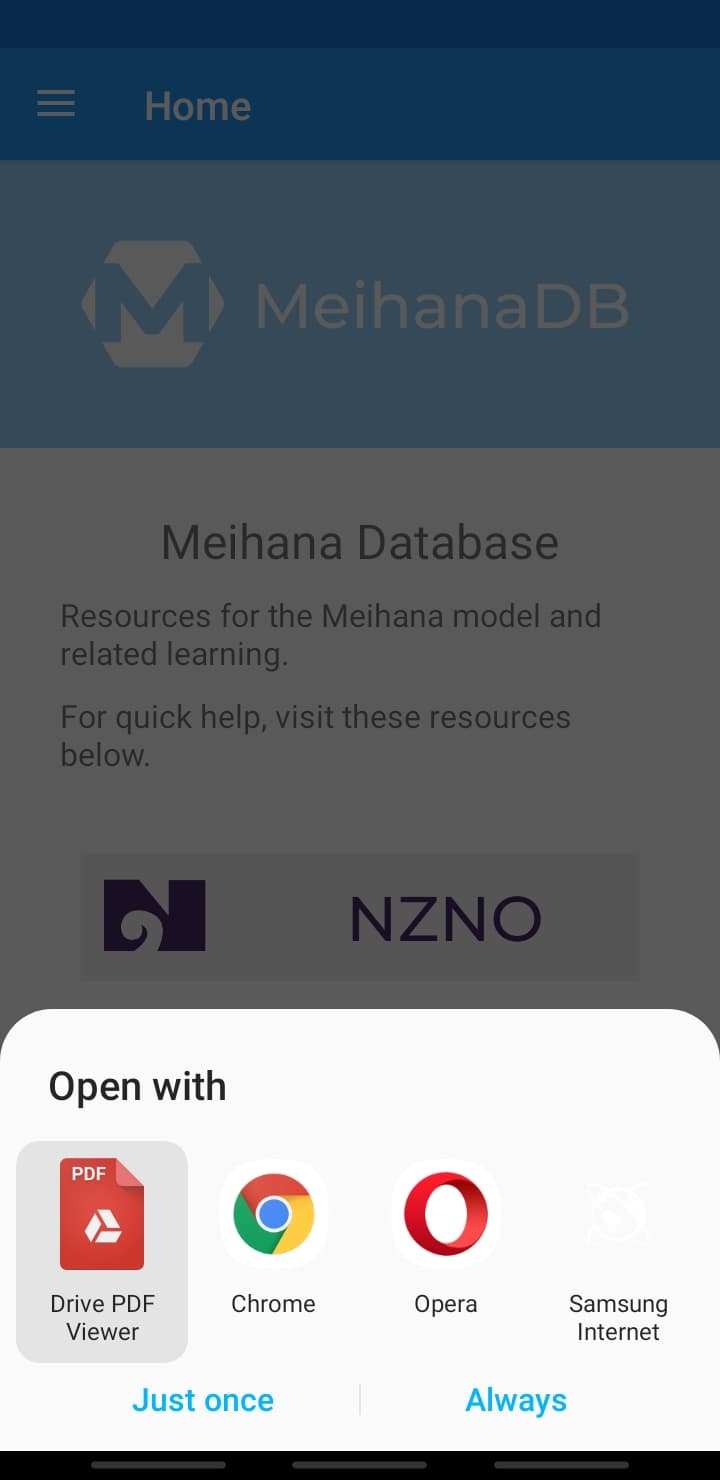 Home
MeihanaDB
Meihana Database
Resources for the Meihana model and
related learning.
For quick help, visit these resources
below.
NZNO
Open with
PDF
Drive PDF
Viewer
Chrome
Opera
Samsung
Internet
Just once
Always